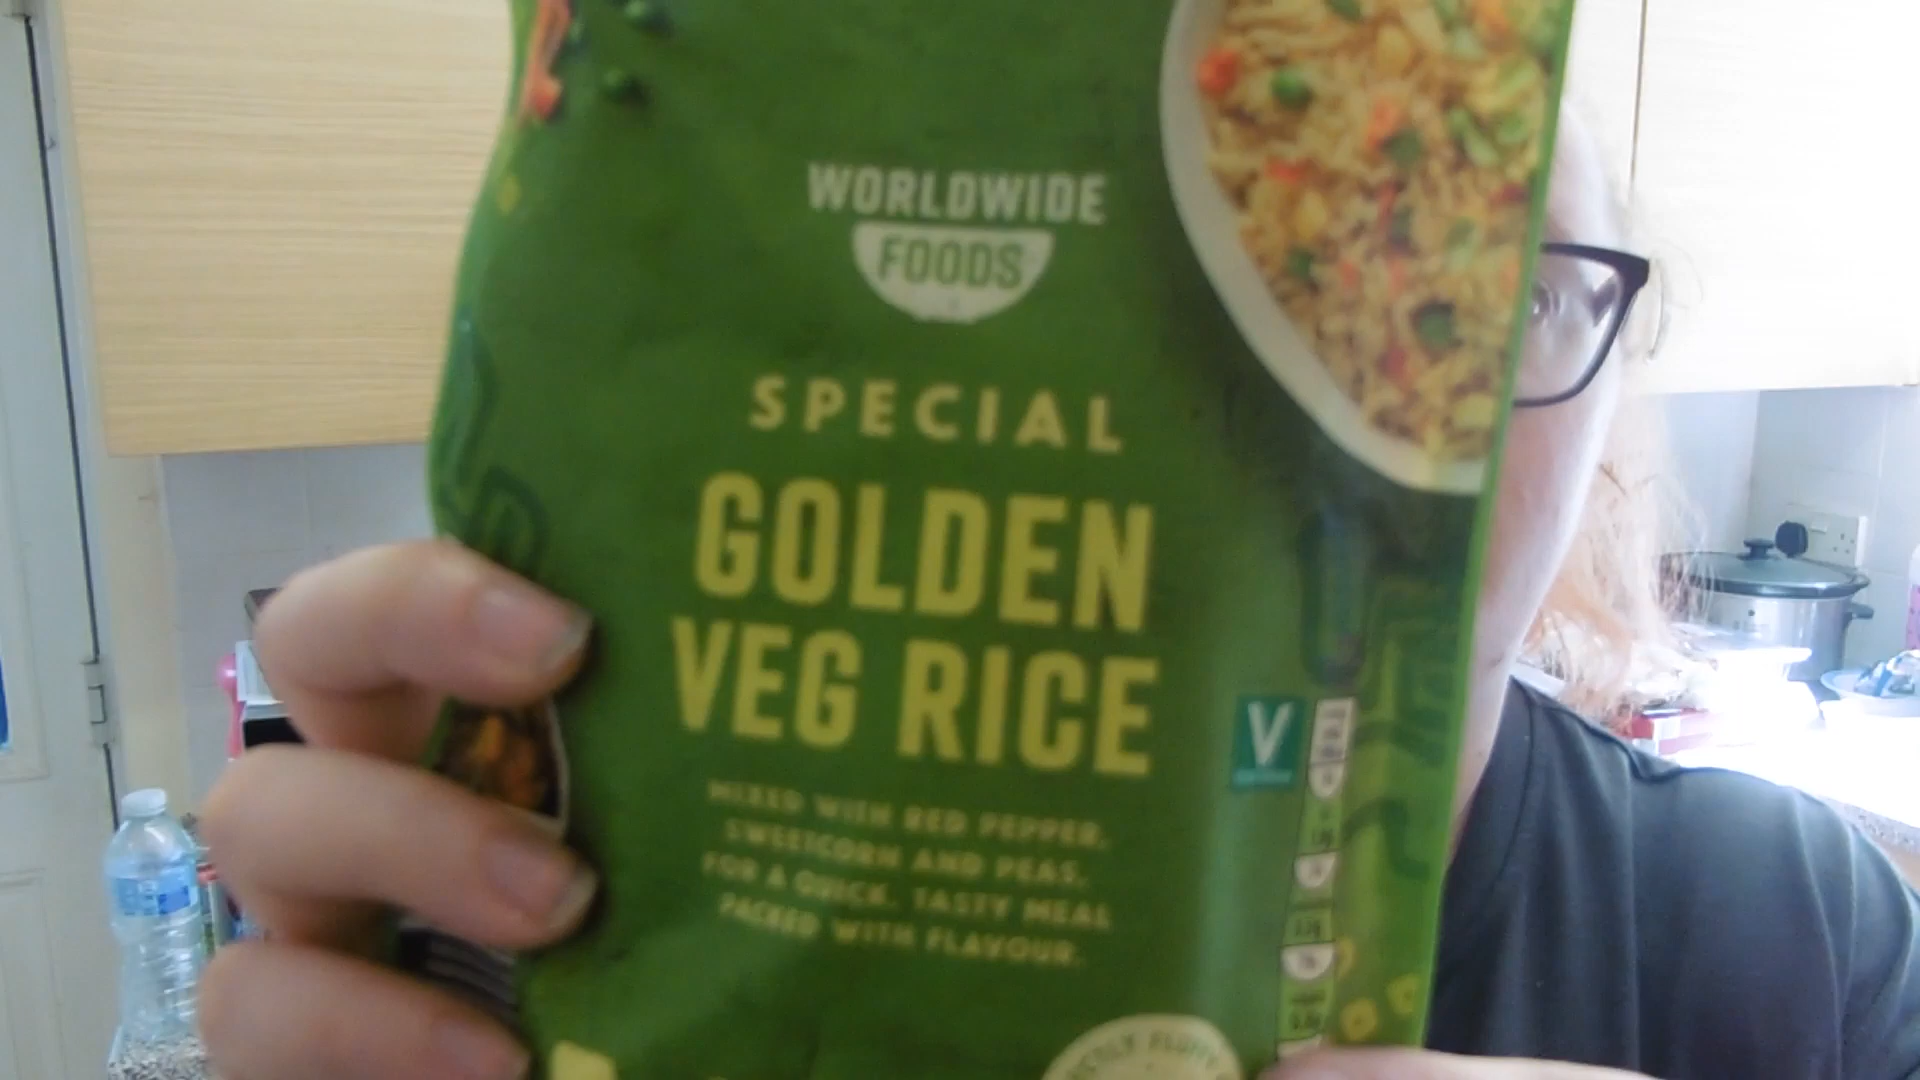 WORLDWIDE
FOODS
SPECIAL
GOLDEN
VEG RICE
MIXED WITH RED PEPPER,
SWEETCORN AND PEAS,
FOR A QUICK, TASTY MEAL
PACKED WITH FLAVOUR.
V
FLUFFY